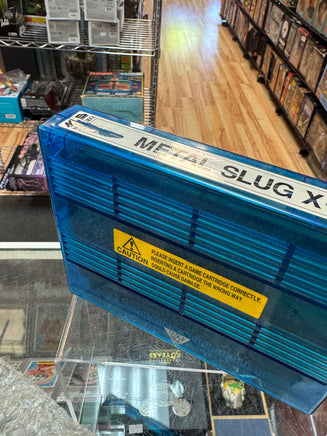 METAL SLUG X
CAUTION
PLEASE INSERT A GAME CARTRIDGE CORRECTLY.
INSERTING A CARTRIDGE THE WRONG WAY
COULD CAUSE DAMAGE.